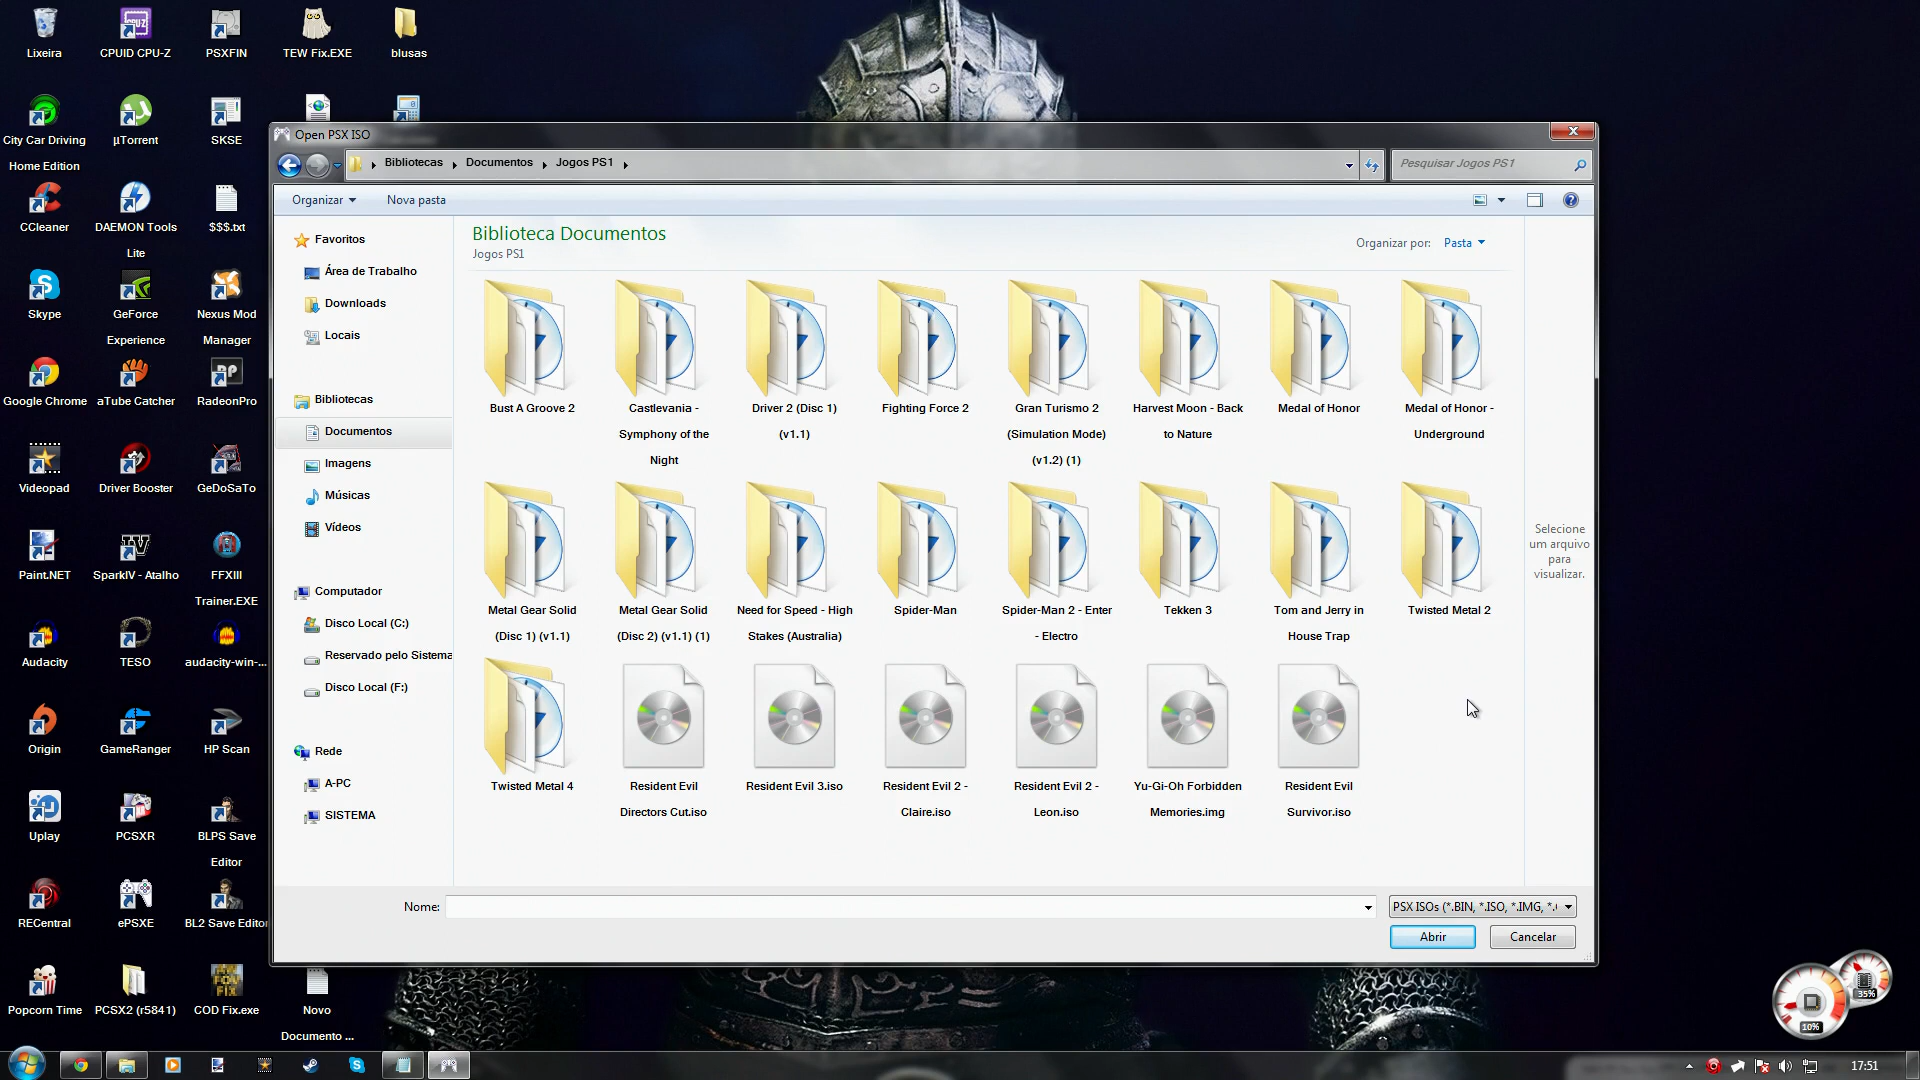 Lixeira
CPUID CPU-Z
PSXFIN
TEW Fix.EXE
blusas
City Car Driving
Home Edition
µTorrent
SKSE
CCleaner
DAEMON Tools
Lite
$$$.txt
Skype
GeForce
Experience
Nexus Mod
Manager
Google Chrome
aTube Catcher
RadeonPro
Videopad
Driver Booster
GeDoSaTo
Paint.NET
SparkIV - Atalho
FFXIII
Trainer.EXE
Audacity
TESO
audacity-win-...
Origin
GameRanger
HP Scan
Uplay
PCSXR
BLPS Save
Editor
RECentral
ePSXE
BL2 Save Editor
Popcorn Time
PCSX2 (r5841)
COD Fix.exe
Novo
Documento ...
Open PSX ISO
Bibliotecas
Documentos
Jogos PS1
Pesquisar Jogos PS1
Organizar
Nova pasta
Favoritos
Área de Trabalho
Downloads
Locais
Bibliotecas
Documentos
Imagens
Músicas
Vídeos
Computador
Disco Local (C:)
Reservado pelo Sistema
Disco Local (F:)
Rede
A-PC
SISTEMA
Biblioteca Documentos
Jogos PS1
Organizar por:
Pasta
Bust A Groove 2
Castlevania -
Symphony of the
Night
Driver 2 (Disc 1)
(v1.1)
Fighting Force 2
Gran Turismo 2
(Simulation Mode)
(v1.2) (1)
Harvest Moon - Back
to Nature
Medal of Honor
Medal of Honor -
Underground
Metal Gear Solid
(Disc 1) (v1.1)
Metal Gear Solid
(Disc 2) (v1.1) (1)
Need for Speed - High
Stakes (Australia)
Spider-Man
Spider-Man 2 - Enter
- Electro
Tekken 3
Tom and Jerry in
House Trap
Twisted Metal 2
Twisted Metal 4
Resident Evil
Directors Cut.iso
Resident Evil 3.iso
Resident Evil 2 -
Claire.iso
Resident Evil 2 -
Leon.iso
Yu-Gi-Oh Forbidden
Memories.img
Resident Evil
Survivor.iso
Selecione
um arquivo
para
visualizar.
Nome:
PSX ISOs (*.BIN, *.ISO, *.IMG, *.
Abrir
Cancelar
35%
10%
17:51